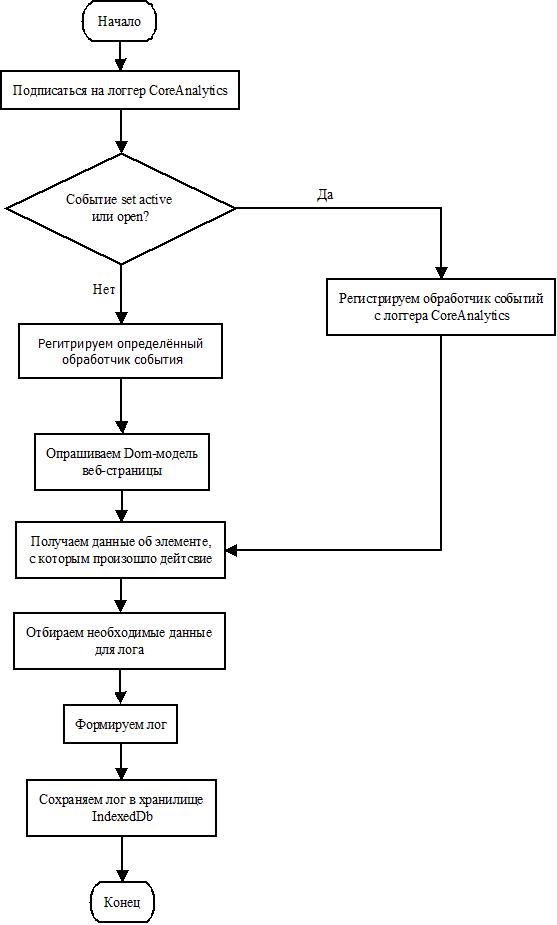 Начало
Подписаться на логгер CoreAnalytics
Событие set active
или open?
Да
Нет
Регистрируем обработчик событий
с логгера CoreAnalytics
Регитрируем определённый
обработчик события
Опрашиваем Dom-модель
веб-страницы
Получаем данные об элементе,
с которым произошло дейтсвие
Отбираем необходимые данные
для лога
Формируем лог
Сохраняем лог в хранилище
IndexedDb
Конец